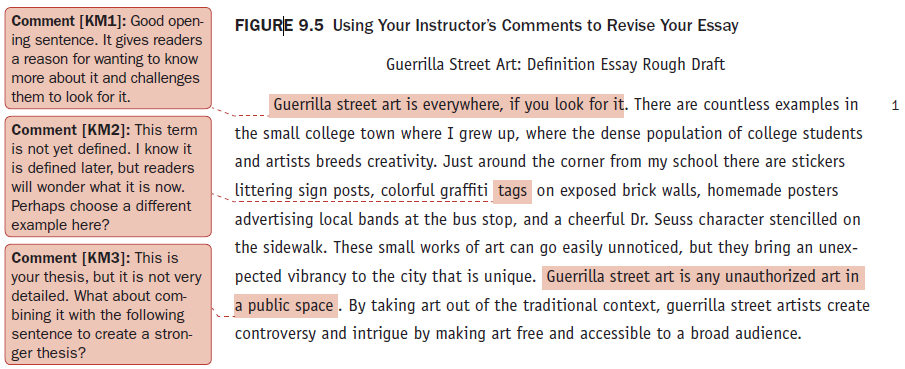 Comment [KM1]: Good open-
ing sentence. It gives readers
a reason for wanting to know
more about it and challenges
them to look for it.
Comment [KM2]: This term
is not yet defined. I know it
is defined later, but readers
will wonder what it is now.
Perhaps choose a different
example here?
Comment [KM3]: This is
your thesis, but it is not very
detailed. What about com-
bining it with the following
sentence to create a stron-
ger thesis?
FIGURE 9.5 Using Your Instructor's Comments to Revise Your Essay
Guerrilla Street Art: Definition Essay Rough Draft
Guerrilla street art is everywhere, if you look for it. There are countless examples in 1
the small college town where I grew up, where the dense population of college students
and artists breeds creativity. Just around the corner from my school there are stickers
littering sign posts, colorful graffiti tags on exposed brick walls, homemade posters
advertising local bands at the bus stop, and a cheerful Dr. Seuss character stencilled on
the sidewalk. These small works of art can go easily unnoticed, but they bring an unex-
pected vibrancy to the city that is unique. Guerrilla street art is any unauthorized art in
a public space. By taking art out of the traditional context, guerrilla street artists create
controversy and intrigue by making art free and accessible to a broad audience.